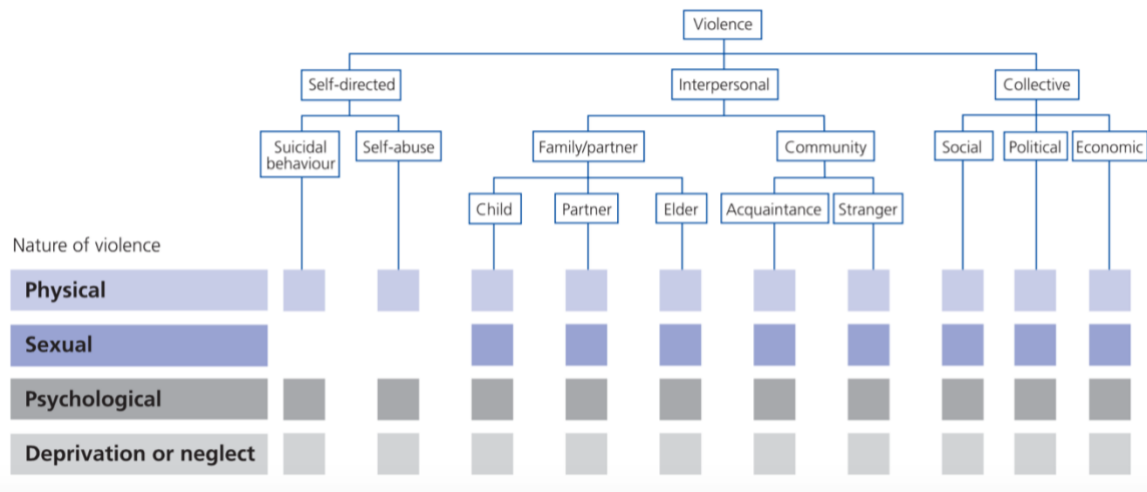 Violence
Self-directed
Interpersonal
Collective
Suicidal
behaviour
Self-abuse
Family/partner
Community
Social
Political
Economic
Child
Partner
Elder
Acquaintance
Stranger
Nature of violence
Physical
Sexual
Psychological
Deprivation or neglect